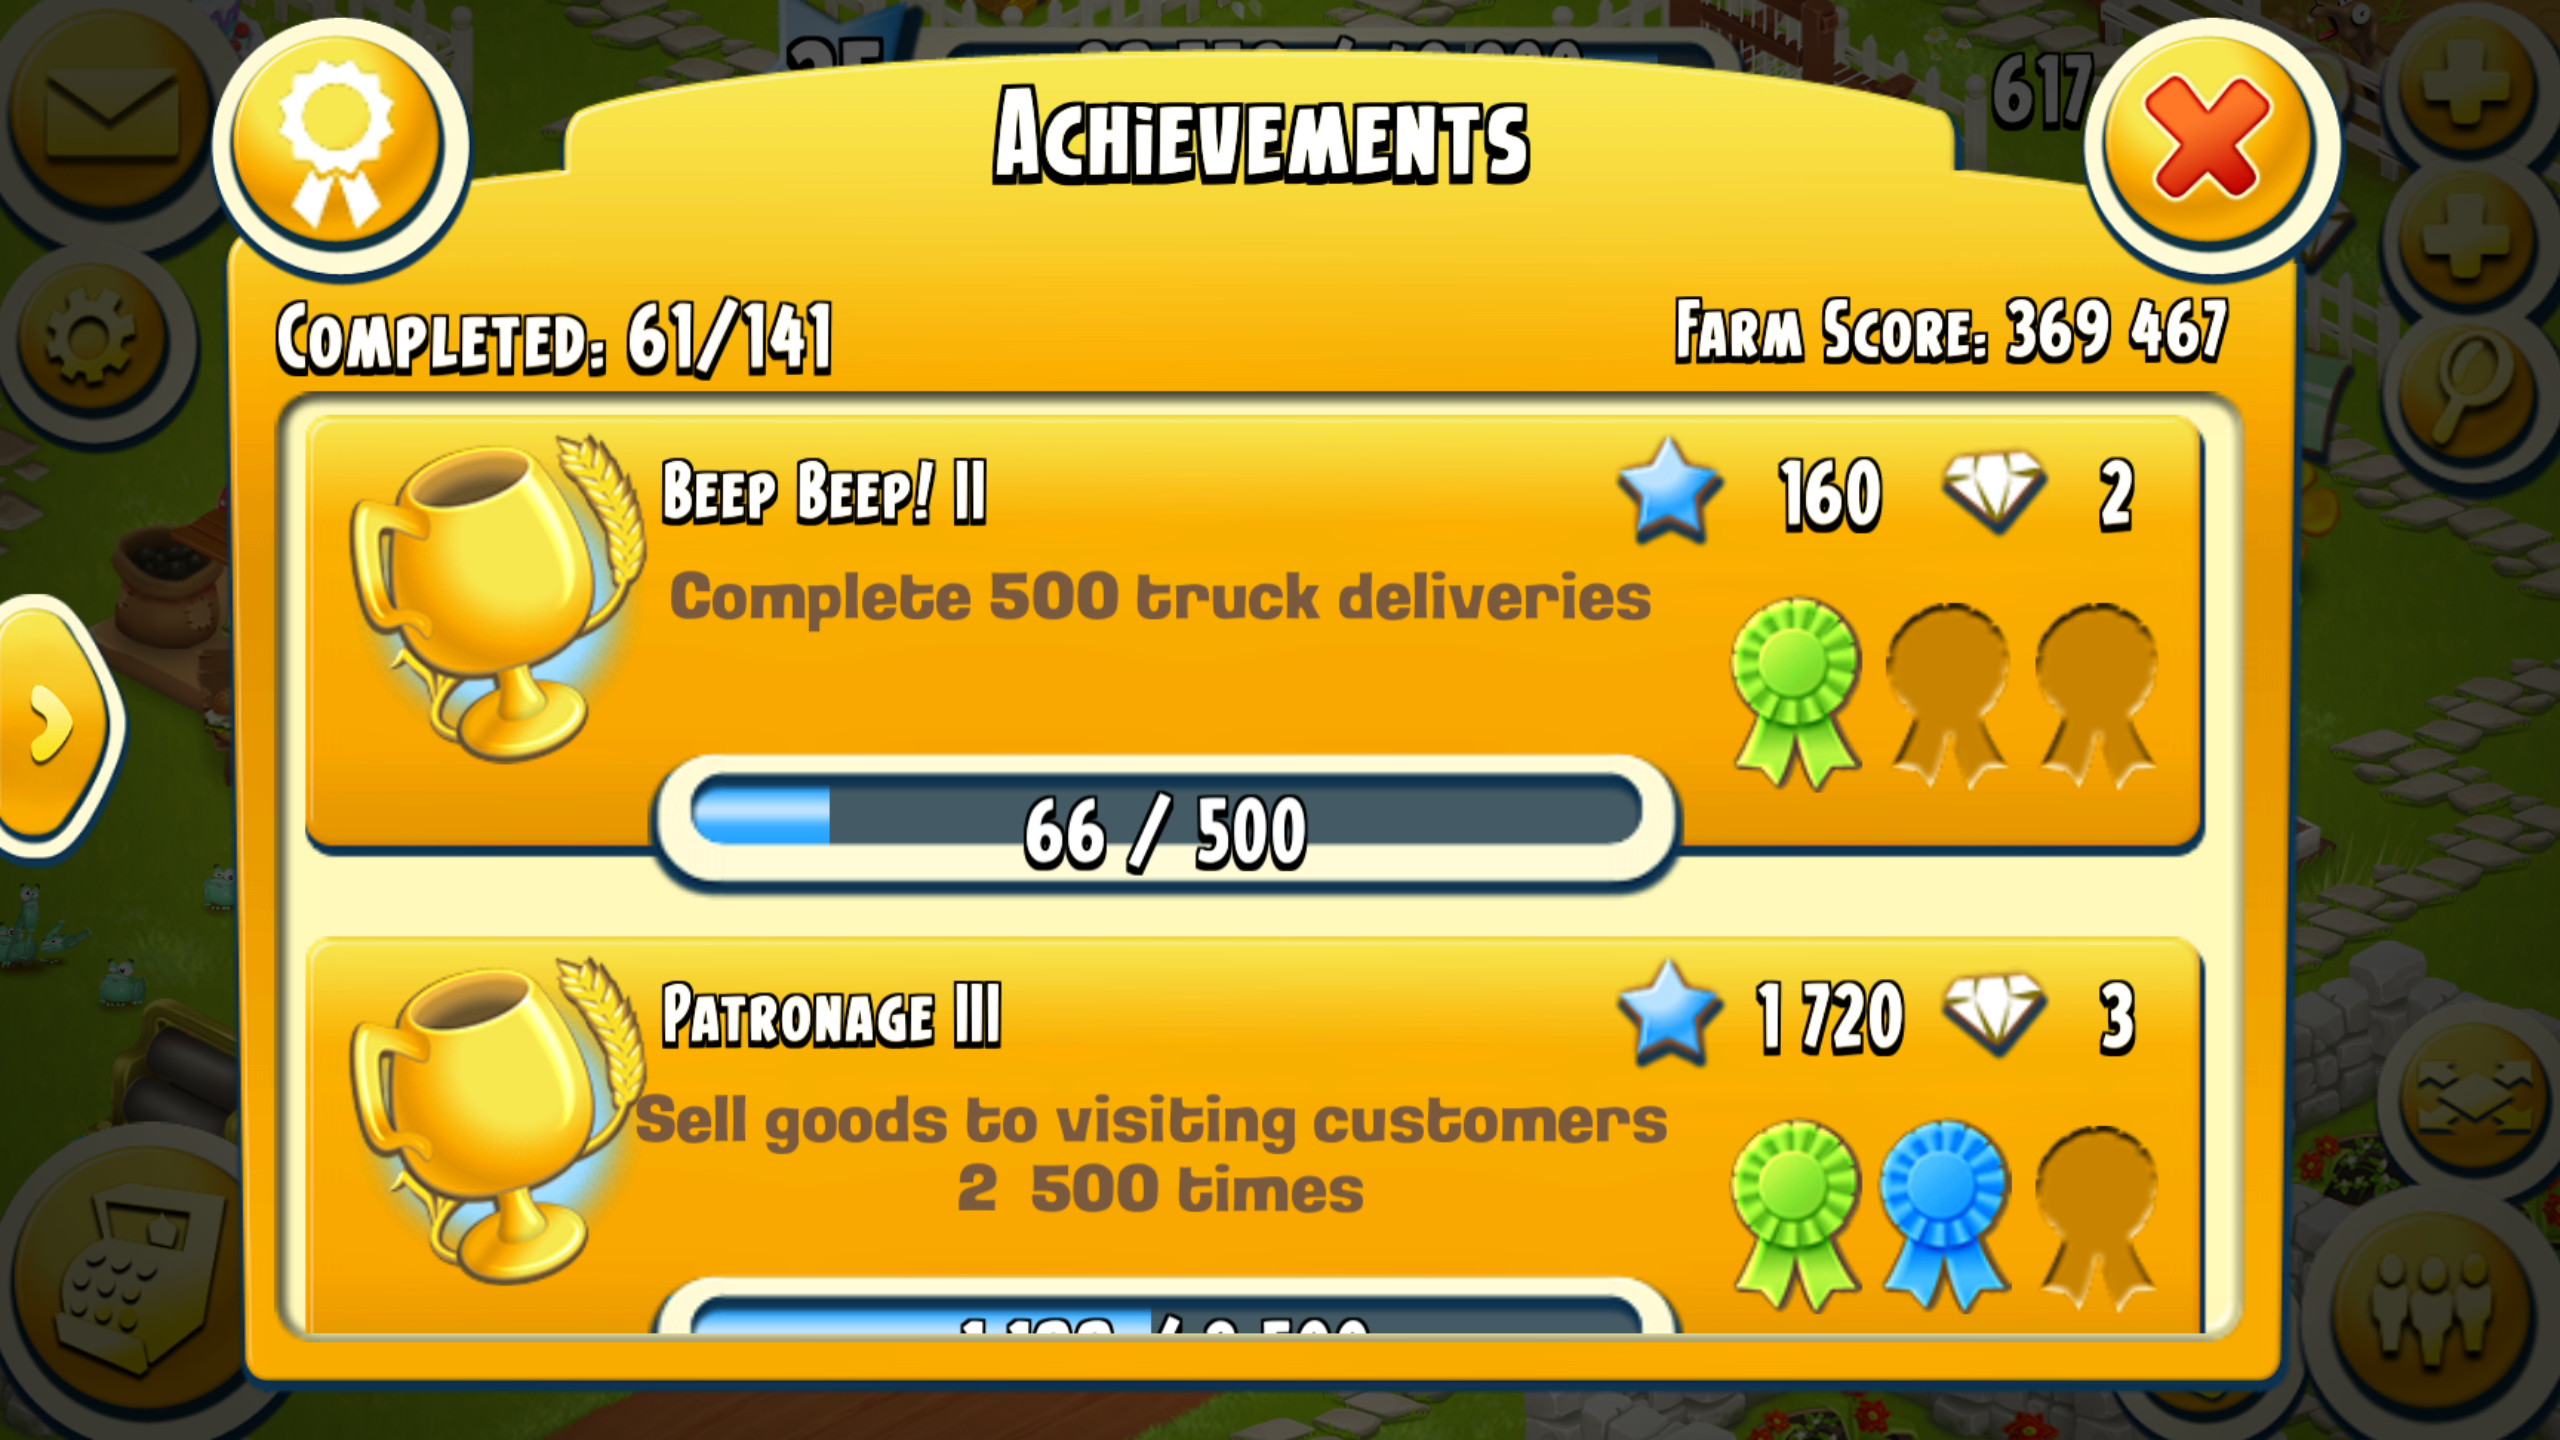 617
Achievements
Completed: 61/141
Farm Score: 369 467
Beep Beep! II
160
2
Complete 500 truck deliveries
66 / 500
Patronage III
1 720
3
Sell goods to visiting customers
2 500 times